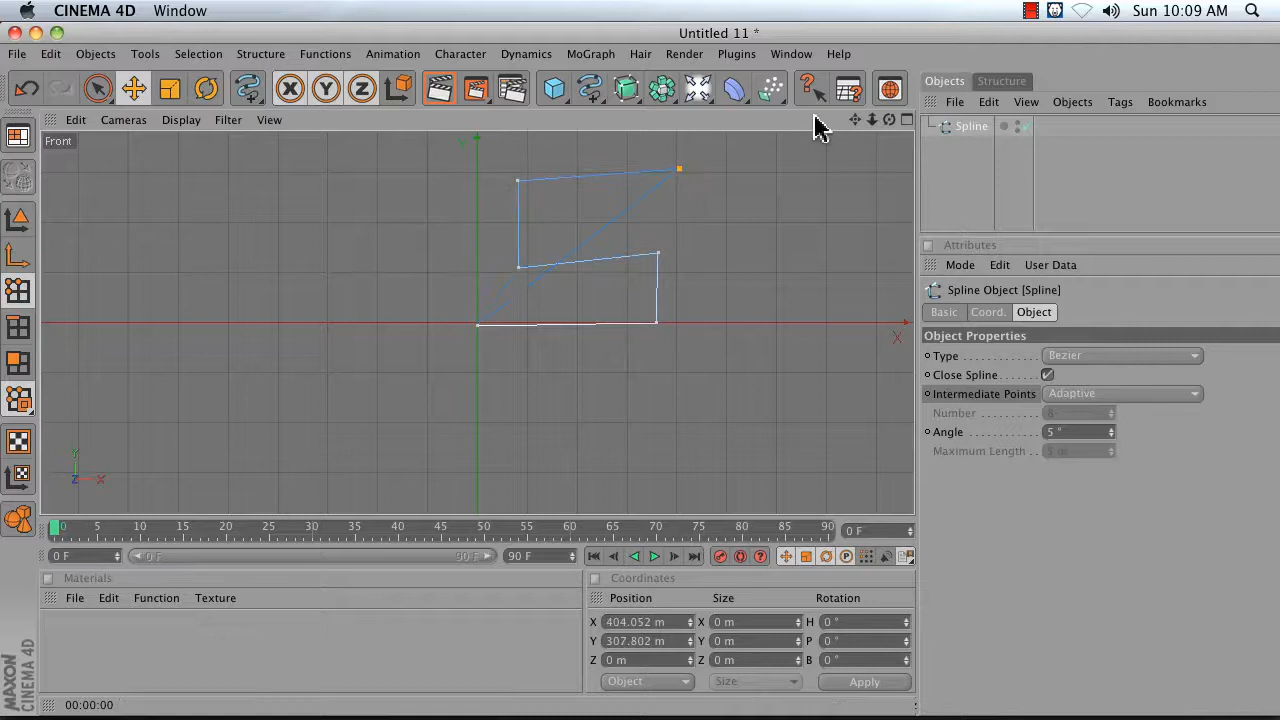 CINEMA 4D Window Sun 10:09 AM
Untitled 11 *
File Edit Objects Tools Selection Structure Functions Animation Character Dynamics MoGraph Hair Render Plugins Window Help
X Y Z
Objects Structure
File Edit View Objects Tags Bookmarks
Edit Cameras Display Filter View
Spline
Front
Y
X
Y
Z X
Attributes
Mode Edit User Data
Spline Object [Spline]
Basic Coord. Object
Object Properties
Type Bezier
Close Spline
Intermediate Points Adaptive
Number 8
Angle 5 °
Maximum Length 5 m
0 5 10 15 20 25 30 35 40 45 50 55 60 65 70 75 80 85 90 0 F
0 F 0 F 90 F 90 F
P
Materials
Coordinates
File Edit Function Texture
Position Size Rotation
X 404.052 m X 0 m H 0 °
Y 307.802 m Y 0 m P 0 °
Z 0 m Z 0 m B 0 °
Object Size Apply
MAXON
CINEMA 4D
00:00:00